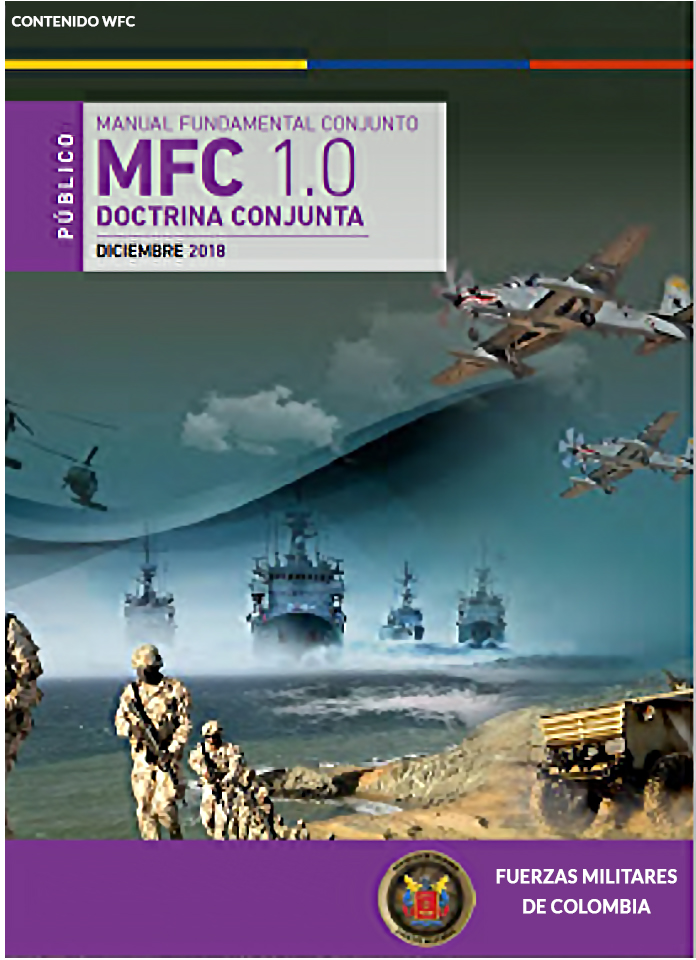 CONTENIDO WFC
PÚBLICO
MANUAL FUNDAMENTAL CONJUNTO
MFC 1.0
DOCTRINA CONJUNTA
DICIEMBRE 2018
FUERZAS MILITARES
DE COLOMBIA